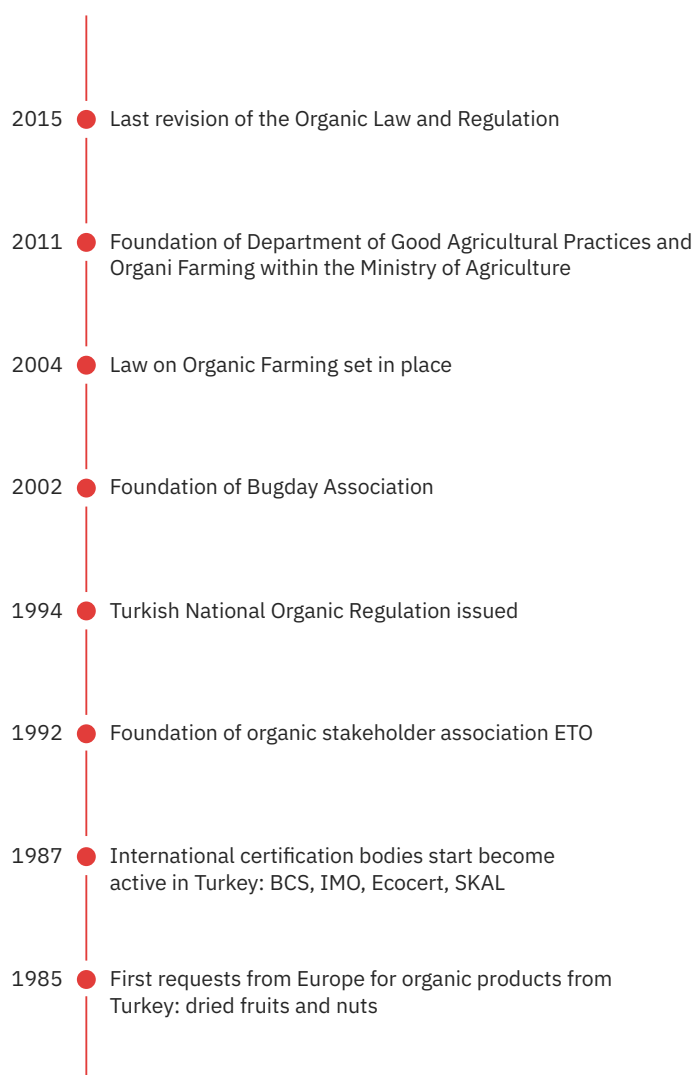 2015 Last revision of the Organic Law and Regulation
2011 Foundation of Department of Good Agricultural Practices and
Organi Farming within the Ministry of Agriculture
2004 Law on Organic Farming set in place
2002 Foundation of Bugday Association
1994 Turkish National Organic Regulation issued
1992 Foundation of organic stakeholder association ETO
1987 International certification bodies start become
active in Turkey: BCS, IMO, Ecocert, SKAL
1985 First requests from Europe for organic products from
Turkey: dried fruits and nuts